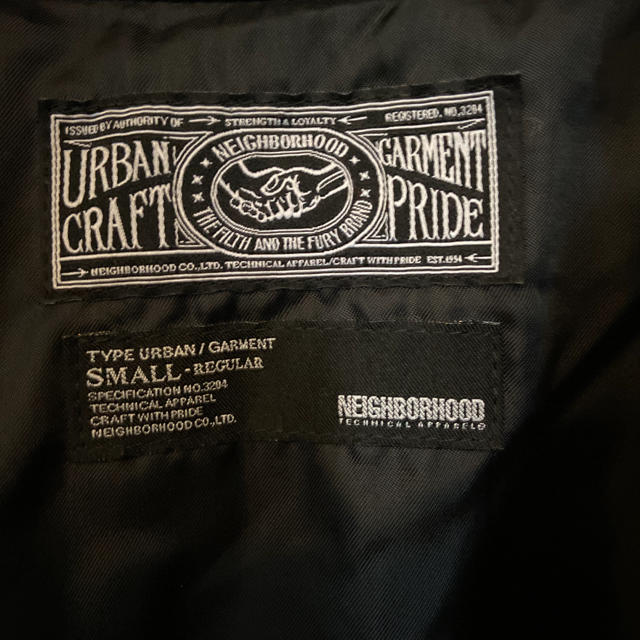 ISSUED BY AUTHORITY OF STRENGTH & LOYALTY REGISTERED. NO.3204
URBAN CRAFT
NEIGHBORHOOD
THE FILTH AND THE FURY BRAND
GARMENT PRIDE
NEIGHBORHOOD CO.,LTD. TECHNICAL APPAREL/CRAFT WITH PRIDE EST.1994
TYPE URBAN / GARMENT
SMALL - REGULAR
SPECIFICATION NO.3204
TECHNICAL APPAREL
CRAFT WITH PRIDE
NEIGHBORHOOD CO.,LTD.
NEIGHBORHOOD
TECHNICAL APPAREL®